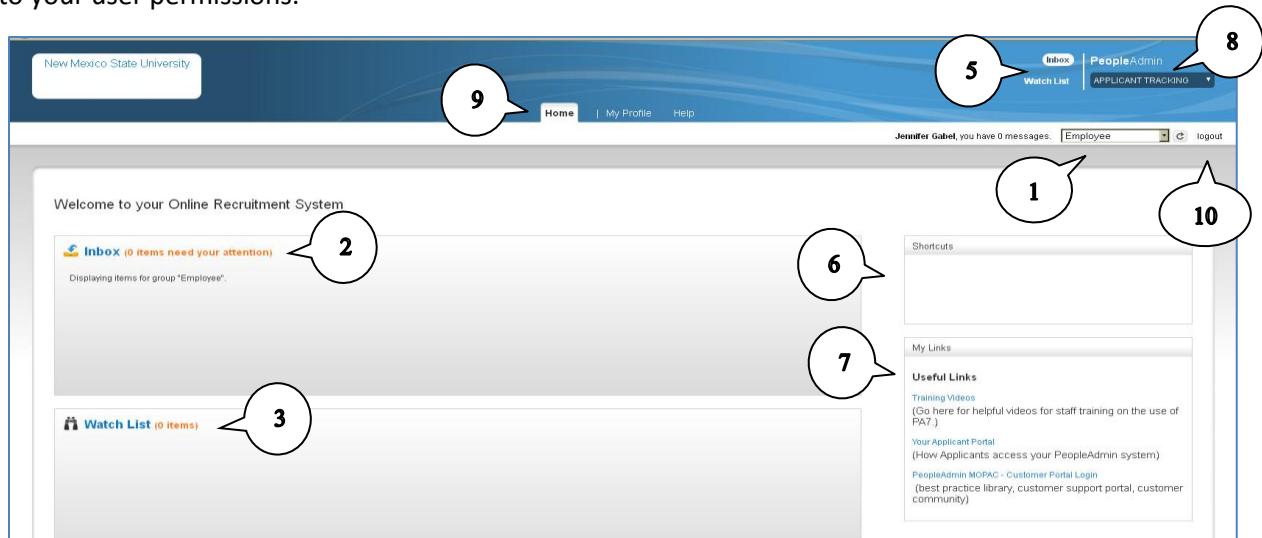 to your user permissions.
8
New Mexico State University
Inbox
PeopleAdmin
5
Watch List
APPLICANT TRACKING
9
Home | My Profile Help
Jennifer Gabel, you have 0 messages. Employee logout
1
10
Welcome to your Online Recruitment System
2
Inbox (0 items need your attention)
Displaying items for group "Employee".
6
Shortcuts
7
My Links
Useful Links
Training Videos
(Go here for helpful videos for staff training on the use of
PA7.)
3
Watch List (0 items)
Your Applicant Portal
(How Applicants access your PeopleAdmin system)
PeopleAdmin MOPAC - Customer Portal Login
(best practice library, customer support portal, customer
community)